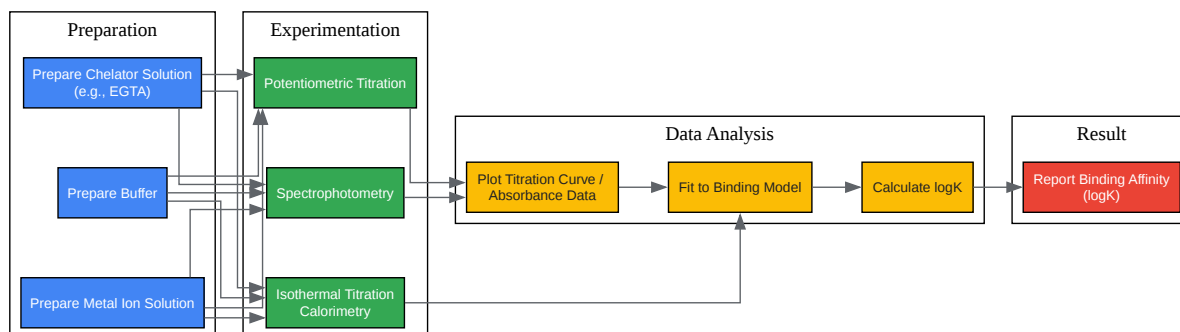 Preparation
Prepare Chelator Solution
(e.g., EGTA)
Prepare Buffer
Prepare Metal Ion Solution
Experimentation
Potentiometric Titration
Spectrophotometry
Isothermal Titration
Calorimetry
Data Analysis
Plot Titration Curve /
Absorbance Data
Fit to Binding Model
Calculate logK
Result
Report Binding Affinity
(logK)